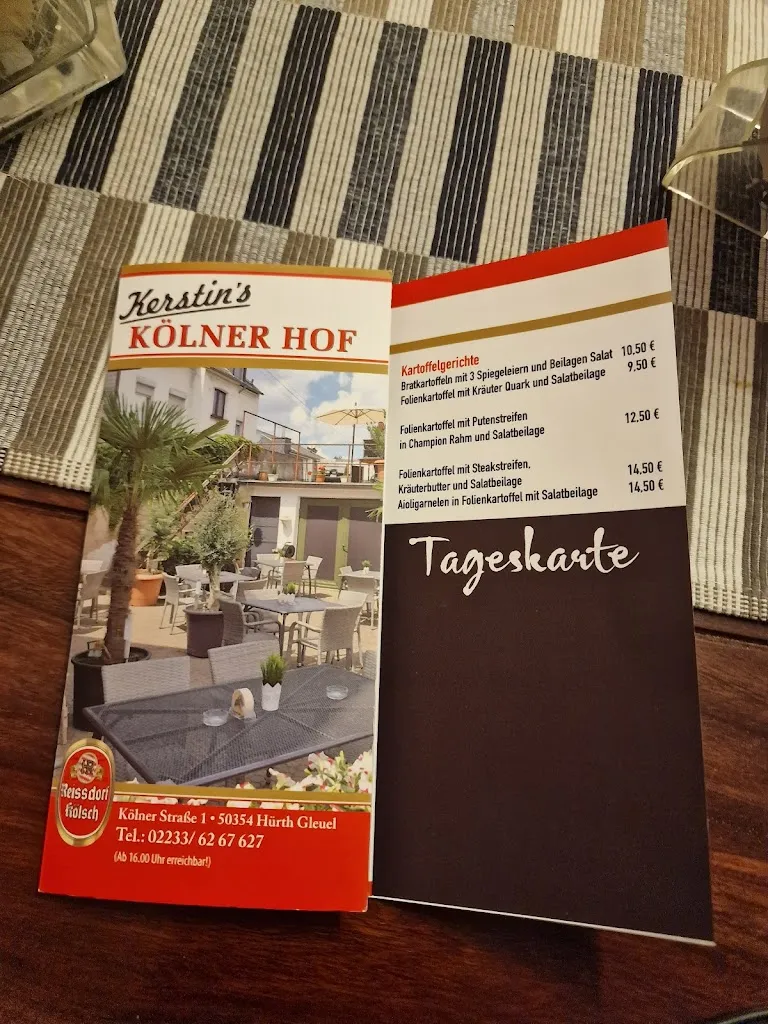 Kerstin's
KÖLNER HOF
Reissdorf
Kölsch
Kölner Straße 1 • 50354 Hürth Gleuel
Tel.: 02233/ 62 67 627
(Ab 16.00 Uhr erreichbar!)
Kartoffelgerichte
Bratkartoffeln mit 3 Spiegeleiern und Beilagen Salat 10,50 €
Folienkartoffel mit Kräuter Quark und Salatbeilage 9,50 €
Folienkartoffel mit Putenstreifen
in Champion Rahm und Salatbeilage 12,50 €
Folienkartoffel mit Steakstreifen,
Kräuterbutter und Salatbeilage 14,50 €
Aioligarnelen in Folienkartoffel mit Salatbeilage 14,50 €
Tageskarte